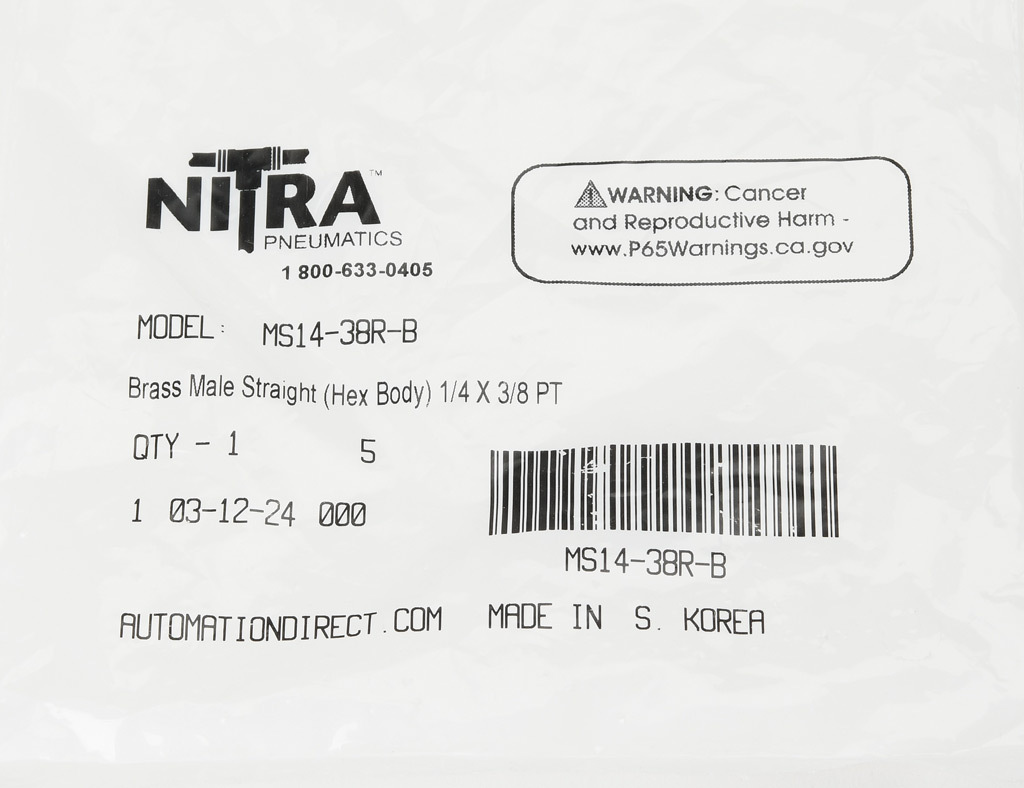 NITRA™
PNEUMATICS
1 800-633-0405
⚠WARNING: Cancer
and Reproductive Harm -
www.P65Warnings.ca.gov
MODEL: MS14-38R-B
Brass Male Straight (Hex Body) 1/4 X 3/8 PT
QTY - 1 5
1 03-12-24 000
MS14-38R-B
AUTOMATIONDIRECT.COM MADE IN S. KOREA